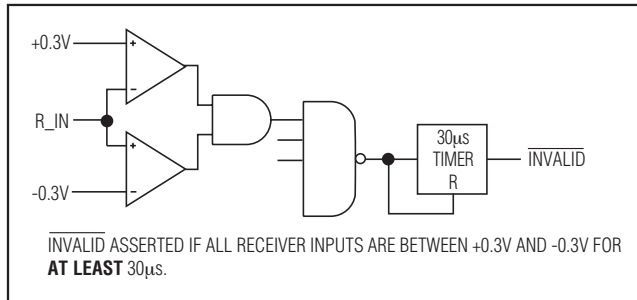 +0.3V
+
-
R_IN
+
-
-0.3V
30μs
TIMER
R
INVALID
INVALID ASSERTED IF ALL RECEIVER INPUTS ARE BETWEEN +0.3V AND -0.3V FOR
AT LEAST 30μs.